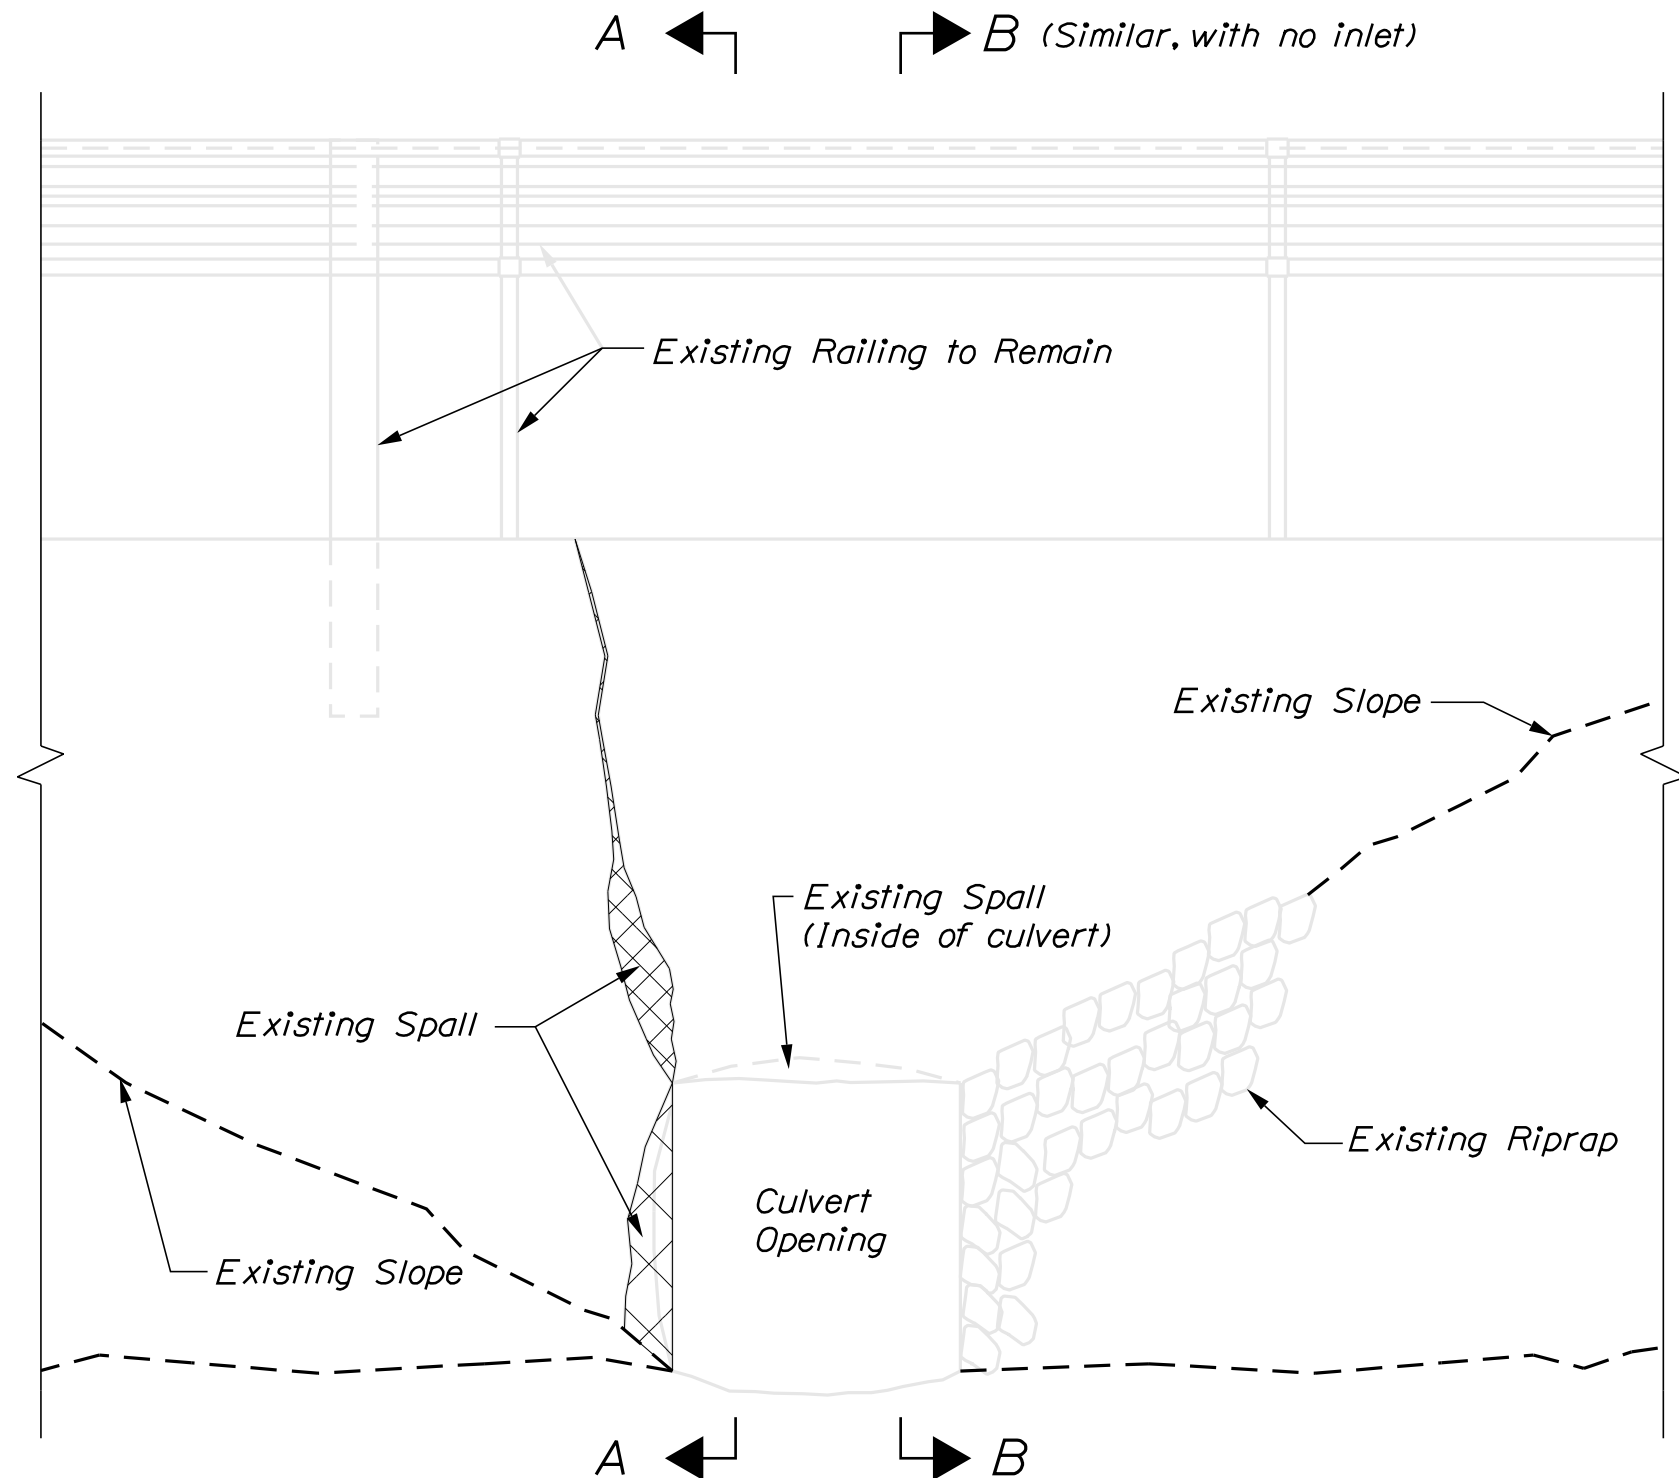 A B (Similar, with no inlet)
Existing Railing to Remain
Existing Slope
Existing Spall
(Inside of culvert)
Existing Spall
Existing Riprap
Culvert
Opening
Existing Slope
A B